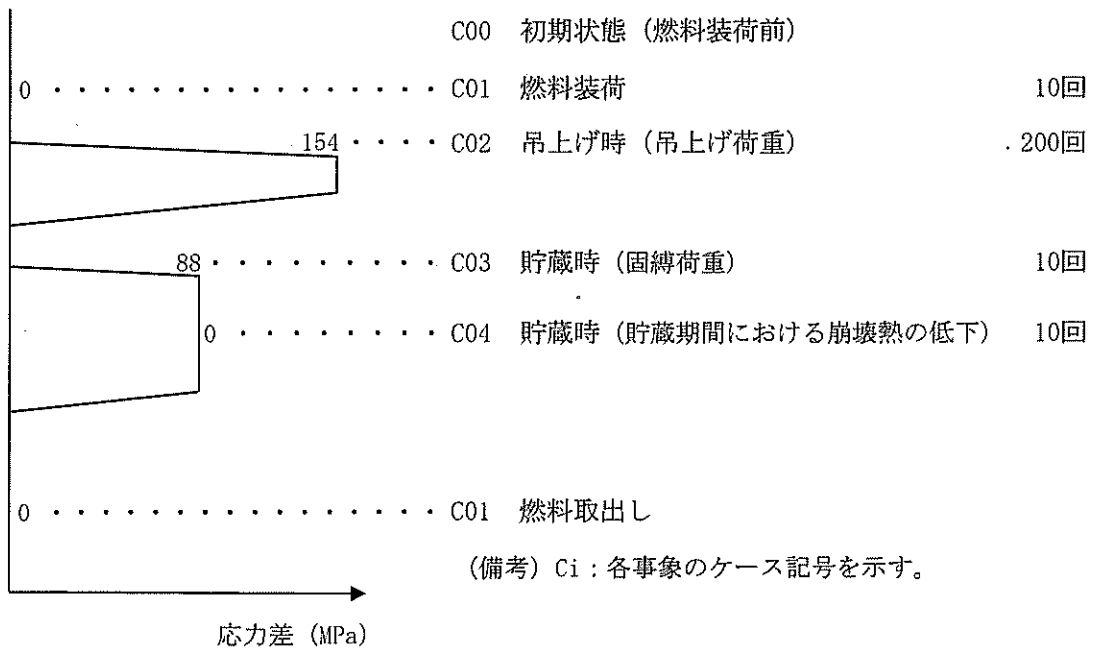 C00 初期状態（燃料装荷前）
0 ・・・・・・・・・・・・・・・・ C01 燃料装荷 10回
154 ・・・・ C02 吊上げ時（吊上げ荷重） 200回
88 ・・・・・・・・・・ C03 貯蔵時（固縛荷重） 10回
0 ・・・・・・・・ C04 貯蔵時（貯蔵期間における崩壊熱の低下） 10回
0 ・・・・・・・・・・・・・・・・ C01 燃料取出し
（備考）Ci：各事象のケース記号を示す。
応力差（MPa）